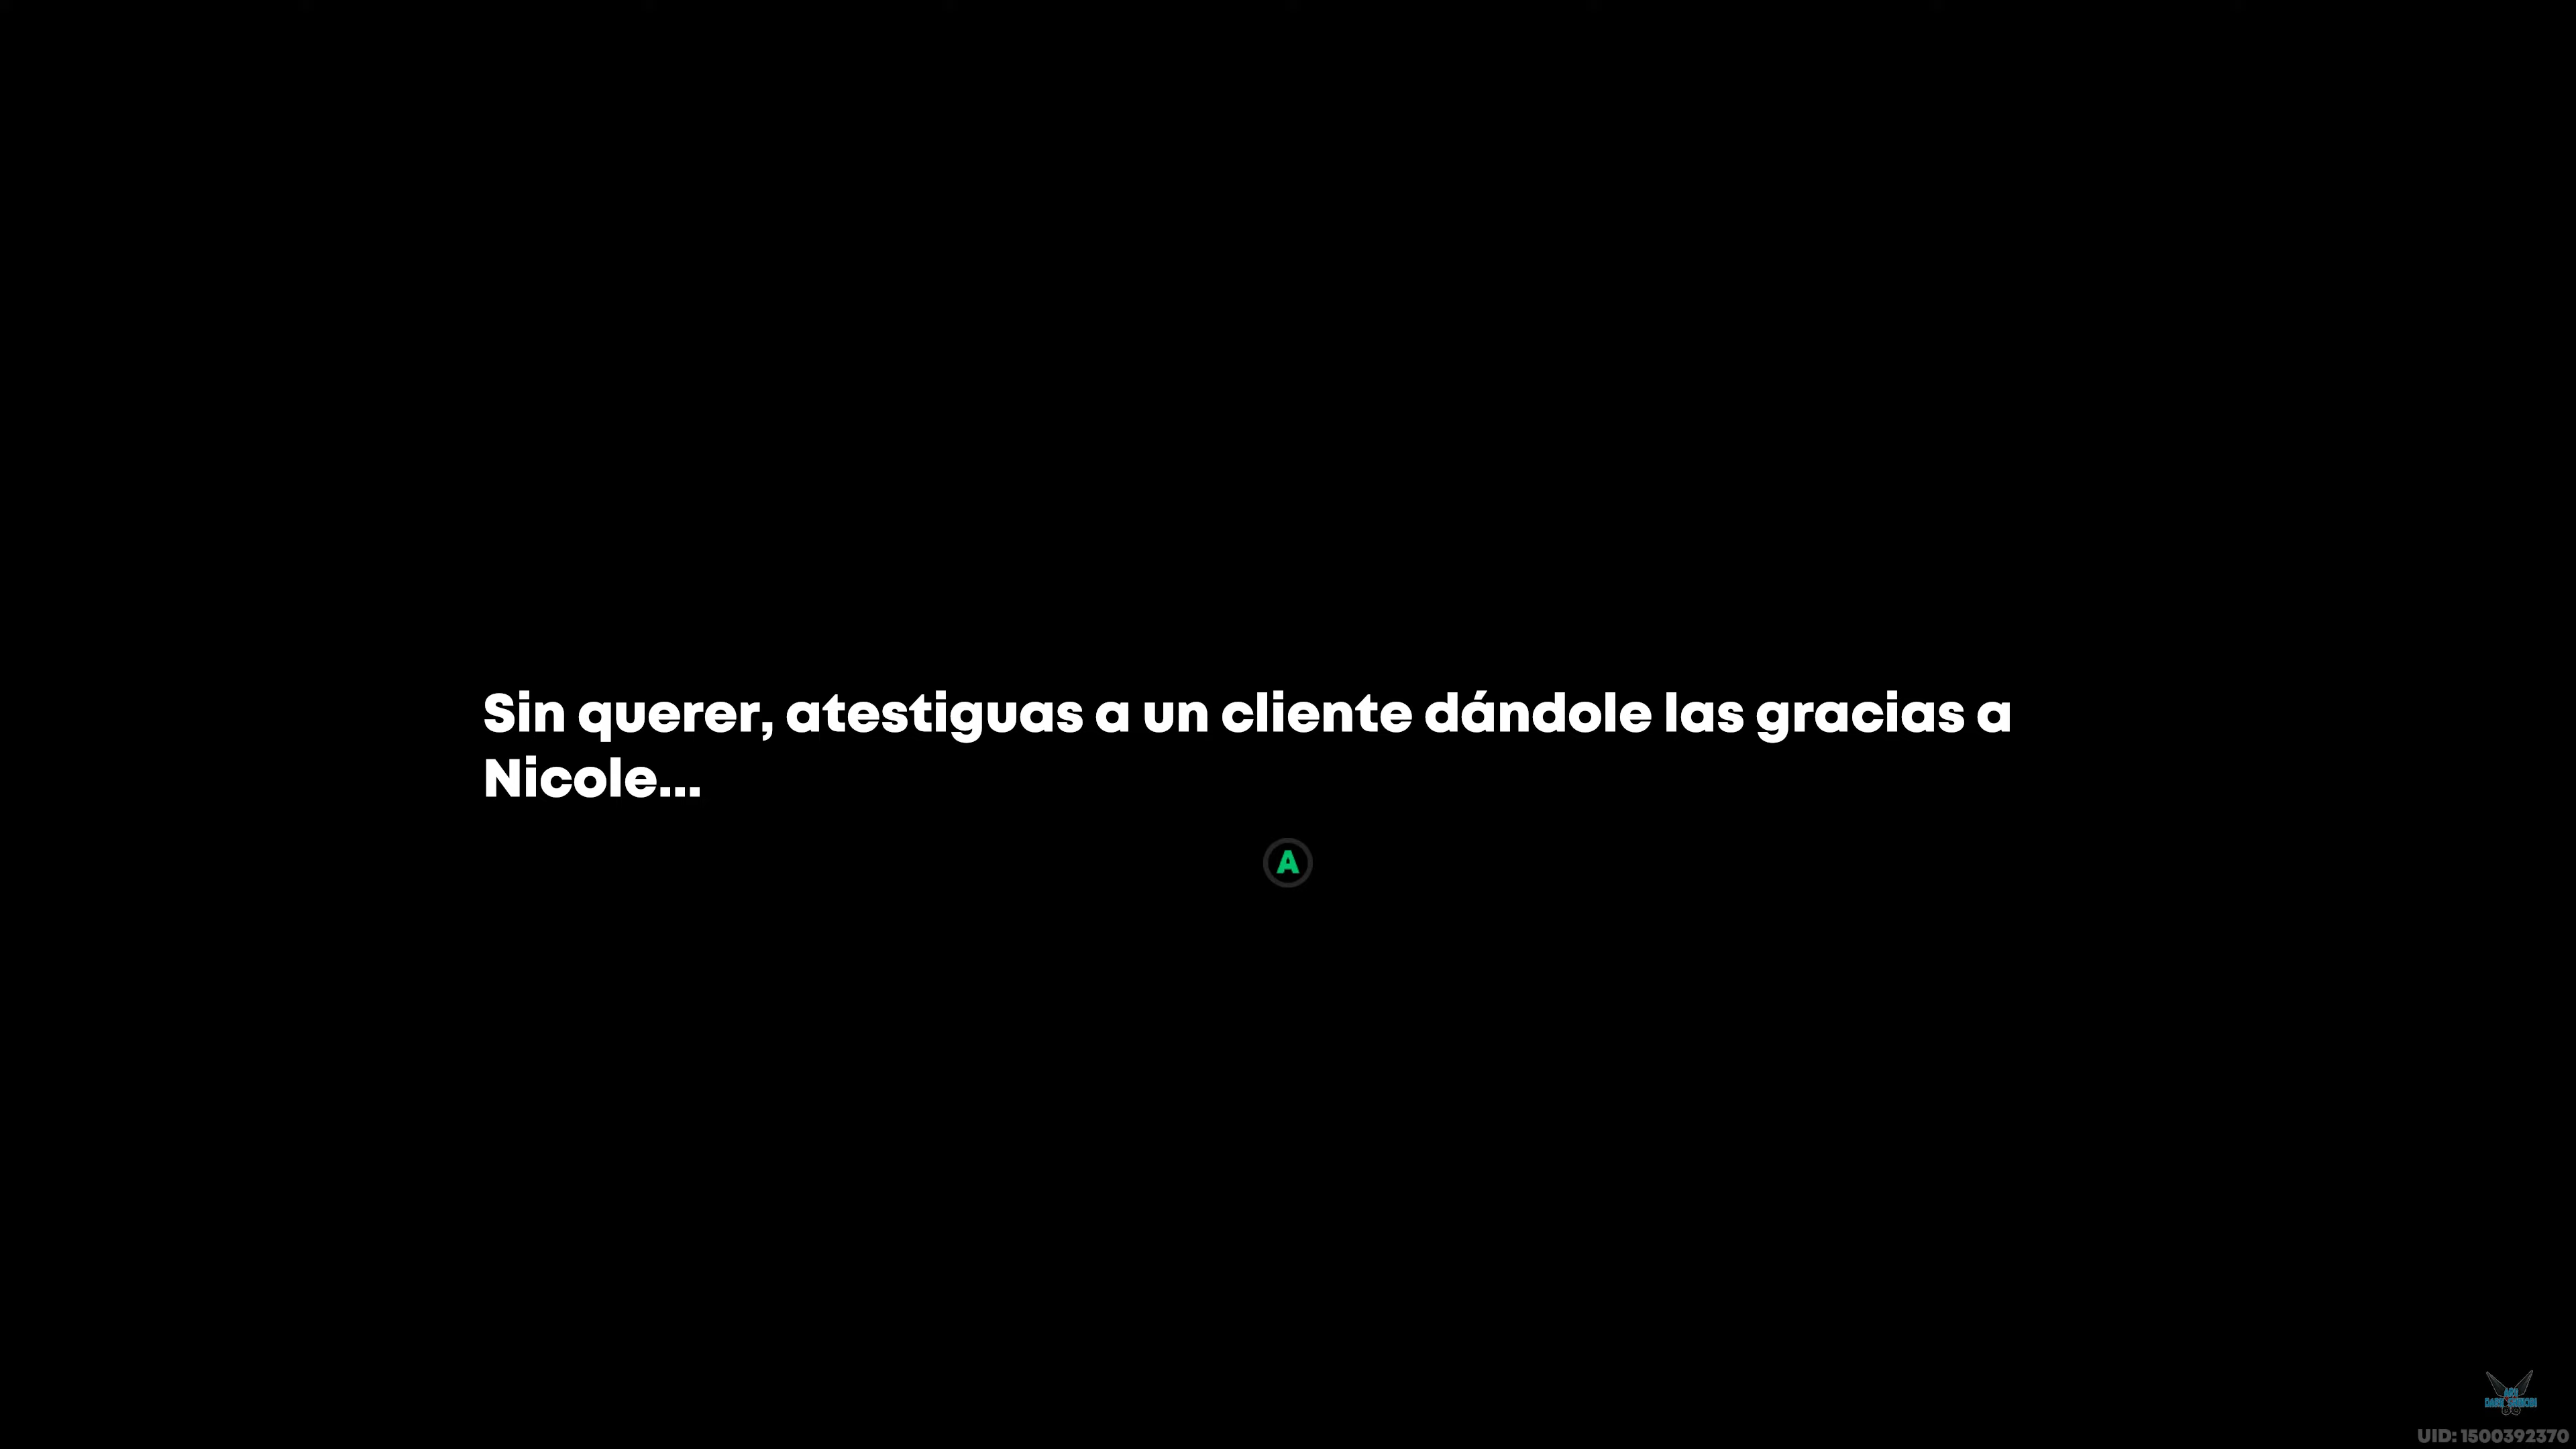 Sin querer, atestiguas a un cliente dándole las gracias a
Nicole...
A
UID: 1500392370